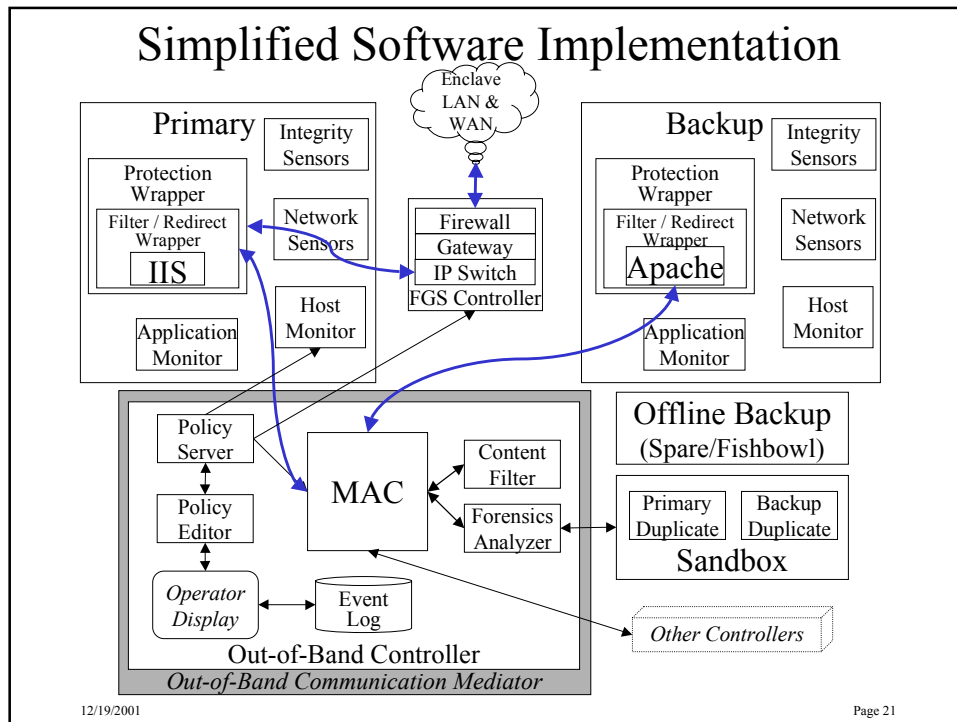 Simplified Software Implementation
Enclave
LAN &
WAN
Primary
Integrity
Sensors
Protection
Wrapper
Filter / Redirect
Wrapper
IIS
Network
Sensors
Host
Monitor
Application
Monitor
Firewall
Gateway
IP Switch
FGS Controller
Backup
Integrity
Sensors
Protection
Wrapper
Filter / Redirect
Wrapper
Apache
Network
Sensors
Host
Monitor
Application
Monitor
Policy
Server
Policy
Editor
Operator
Display
Event
Log
MAC
Content
Filter
Forensics
Analyzer
Out-of-Band Controller
Out-of-Band Communication Mediator
Offline Backup
(Spare/Fishbowl)
Primary
Duplicate
Backup
Duplicate
Sandbox
Other Controllers
12/19/2001
Page 21